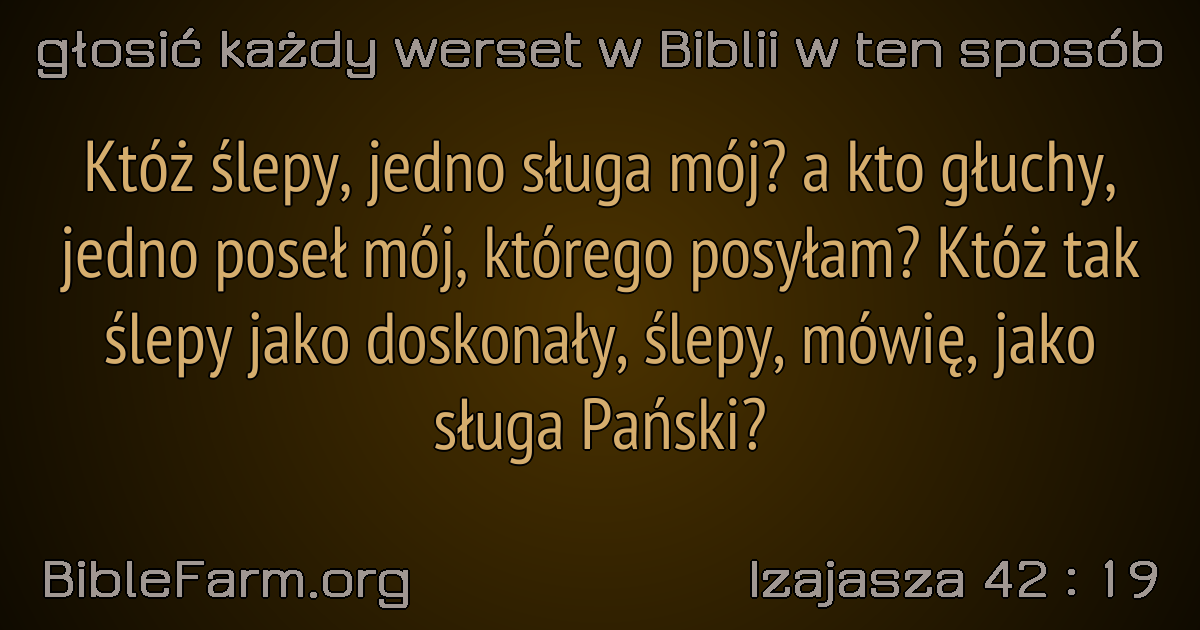 głosić każdy werset w Biblii w ten sposób
Któż ślepy, jedno sługa mój? a kto głuchy,
jedno poseł mój, którego posyłam? Któż tak
ślepy jako doskonały, ślepy, mówię, jako
sługa Pański?
BibleFarm.org
Izajasza 42 : 19